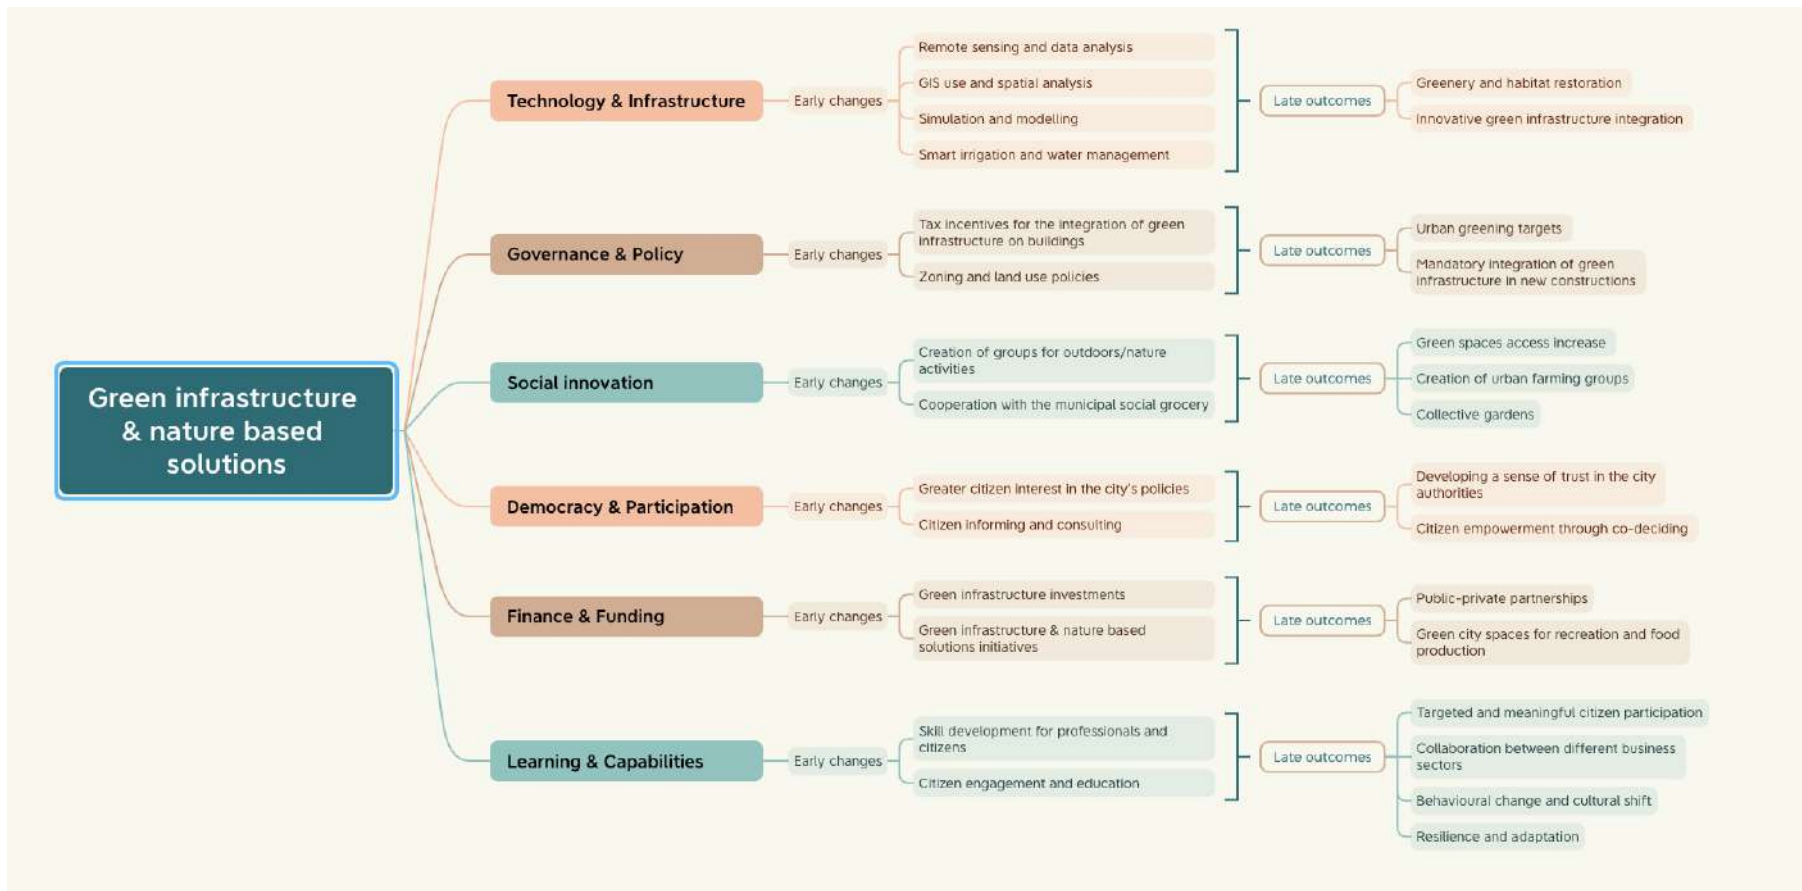 Green infrastructure
& nature based
solutions
Technology & Infrastructure
Early changes
Remote sensing and data analysis
GIS use and spatial analysis
Simulation and modelling
Smart irrigation and water management
Late outcomes
Greenery and habitat restoration
Innovative green infrastructure integration
Governance & Policy
Early changes
Tax incentives for the integration of green
infrastructure on buildings
Zoning and land use policies
Late outcomes
Urban greening targets
Mandatory integration of green
infrastructure in new constructions
Social innovation
Early changes
Creation of groups for outdoors/nature
activities
Cooperation with the municipal social grocery
Late outcomes
Green spaces access increase
Creation of urban farming groups
Collective gardens
Democracy & Participation
Early changes
Greater citizen interest in the city's policies
Citizen informing and consulting
Late outcomes
Developing a sense of trust in the city
authorities
Citizen empowerment through co-deciding
Finance & Funding
Early changes
Green infrastructure investments
Green infrastructure & nature based
solutions initiatives
Late outcomes
Public-private partnerships
Green city spaces for recreation and food
production
Learning & Capabilities
Early changes
Skill development for professionals and
citizens
Citizen engagement and education
Late outcomes
Targeted and meaningful citizen participation
Collaboration between different business
sectors
Behavioural change and cultural shift
Resilience and adaptation